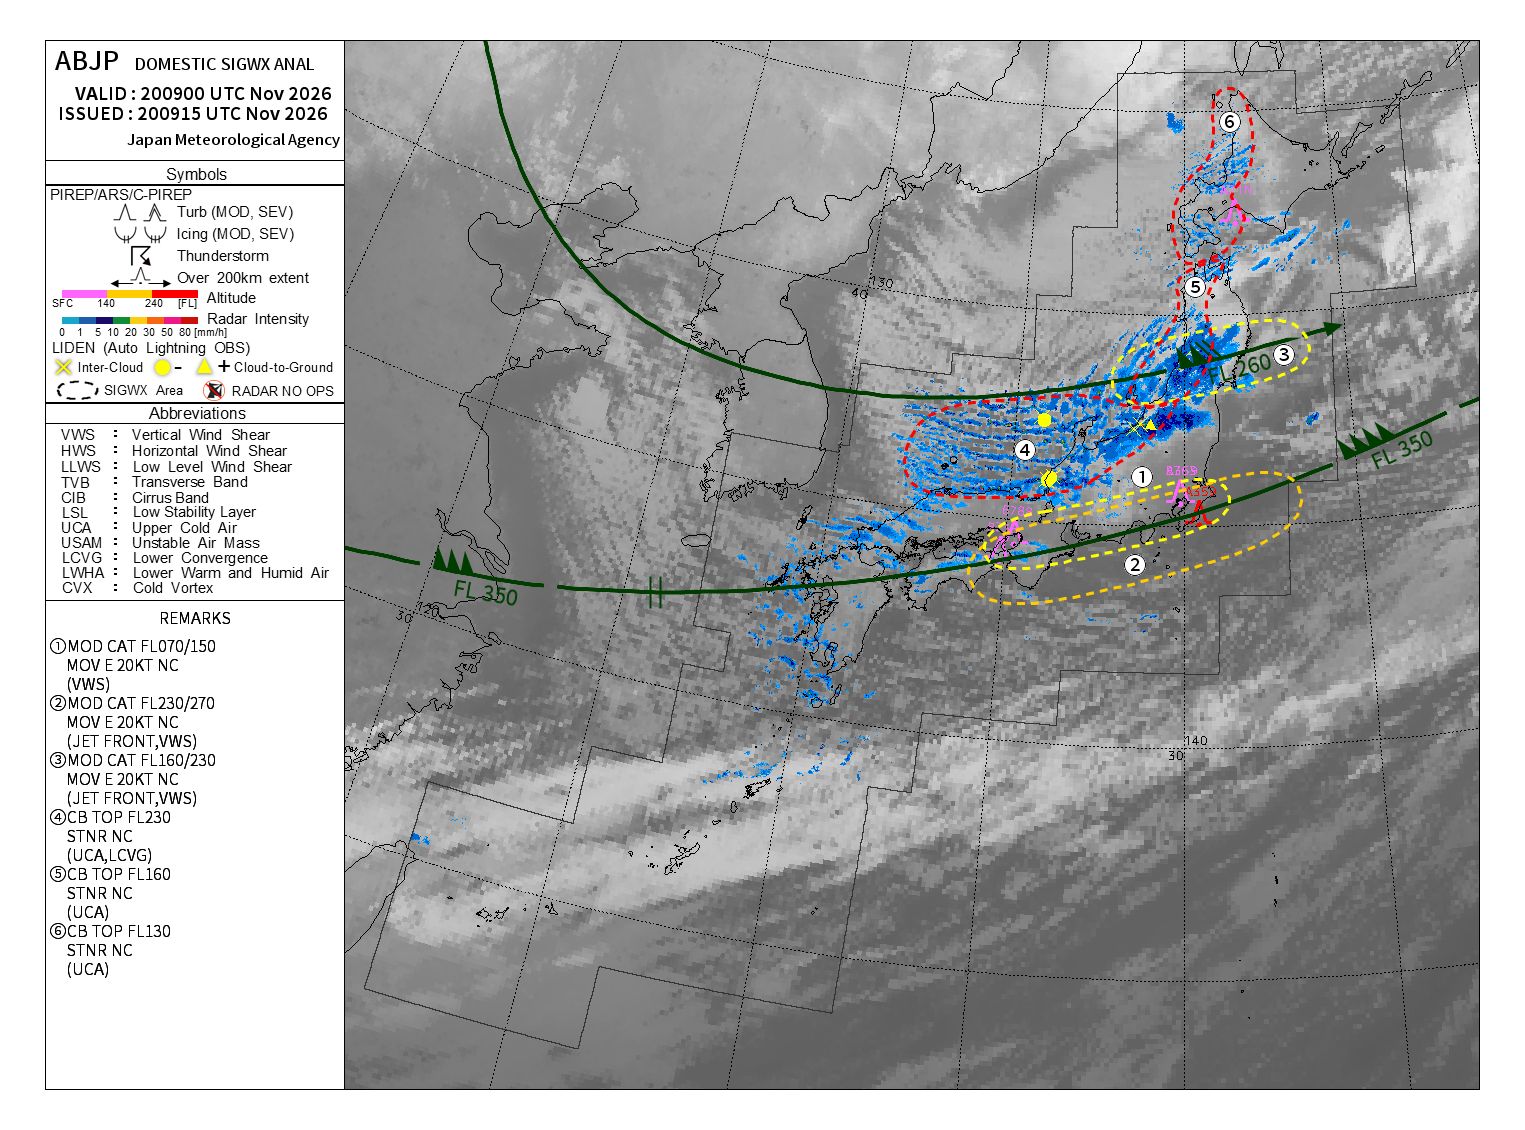 ABJP DOMESTIC SIGWX ANAL
VALID : 200900 UTC Nov 2026
ISSUED : 200915 UTC Nov 2026
Japan Meteorological Agency
Symbols
PIREP/ARS/C-PIREP
Turb (MOD, SEV)
Icing (MOD, SEV)
Thunderstorm
Over 200km extent
SFC 140 240 [FL] Altitude
Radar Intensity
0 1 5 10 20 30 50 80 [mm/h]
LIDEN (Auto Lightning OBS)
Inter-Cloud - + Cloud-to-Ground
SIGWX Area RADAR NO OPS
Abbreviations
VWS : Vertical Wind Shear
HWS : Horizontal Wind Shear
LLWS : Low Level Wind Shear
TVB : Transverse Band
CIB : Cirrus Band
LSL : Low Stability Layer
UCA : Upper Cold Air
USAM : Unstable Air Mass
LCVG : Lower Convergence
LWHA : Lower Warm and Humid Air
CVX : Cold Vortex
REMARKS
①MOD CAT FL070/150
MOV E 20KT NC
(VWS)
②MOD CAT FL230/270
MOV E 20KT NC
(JET FRONT,VWS)
③MOD CAT FL160/230
MOV E 20KT NC
(JET FRONT,VWS)
④CB TOP FL230
STNR NC
(UCA,LCVG)
⑤CB TOP FL160
STNR NC
(UCA)
⑥CB TOP FL130
STNR NC
(UCA)
6
130
40
5
3
FL 260
4
1
FL 350
2
FL 350
120
30
140
30